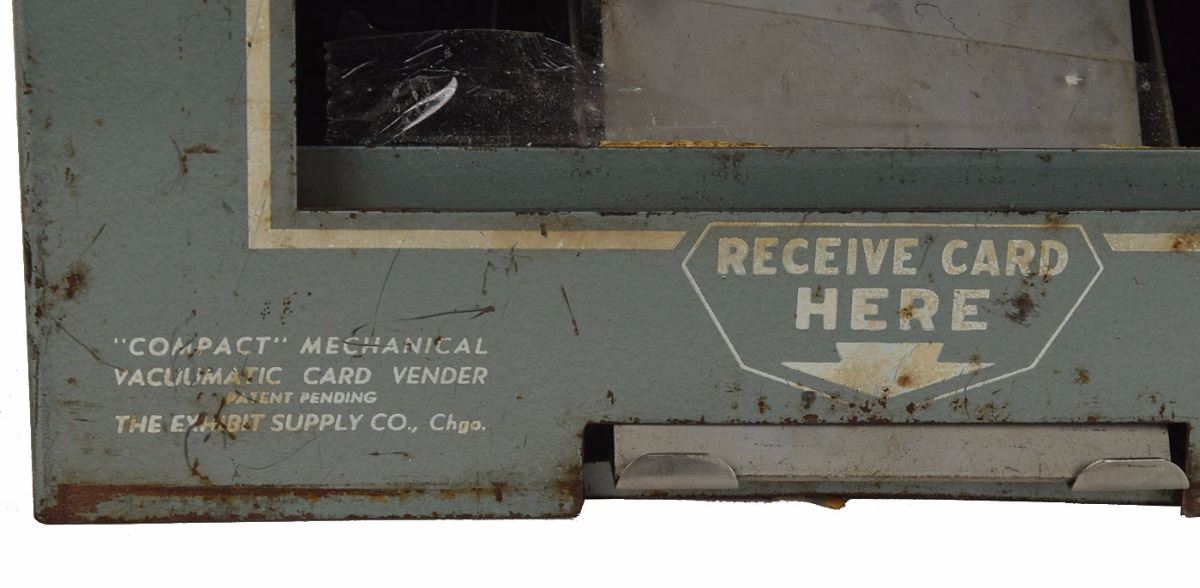 RECEIVE CARD
HERE
"COMPACT" MECHANICAL
VACUUMATIC CARD VENDER
PATENT PENDING
THE EXHIBIT SUPPLY CO., Chgo.